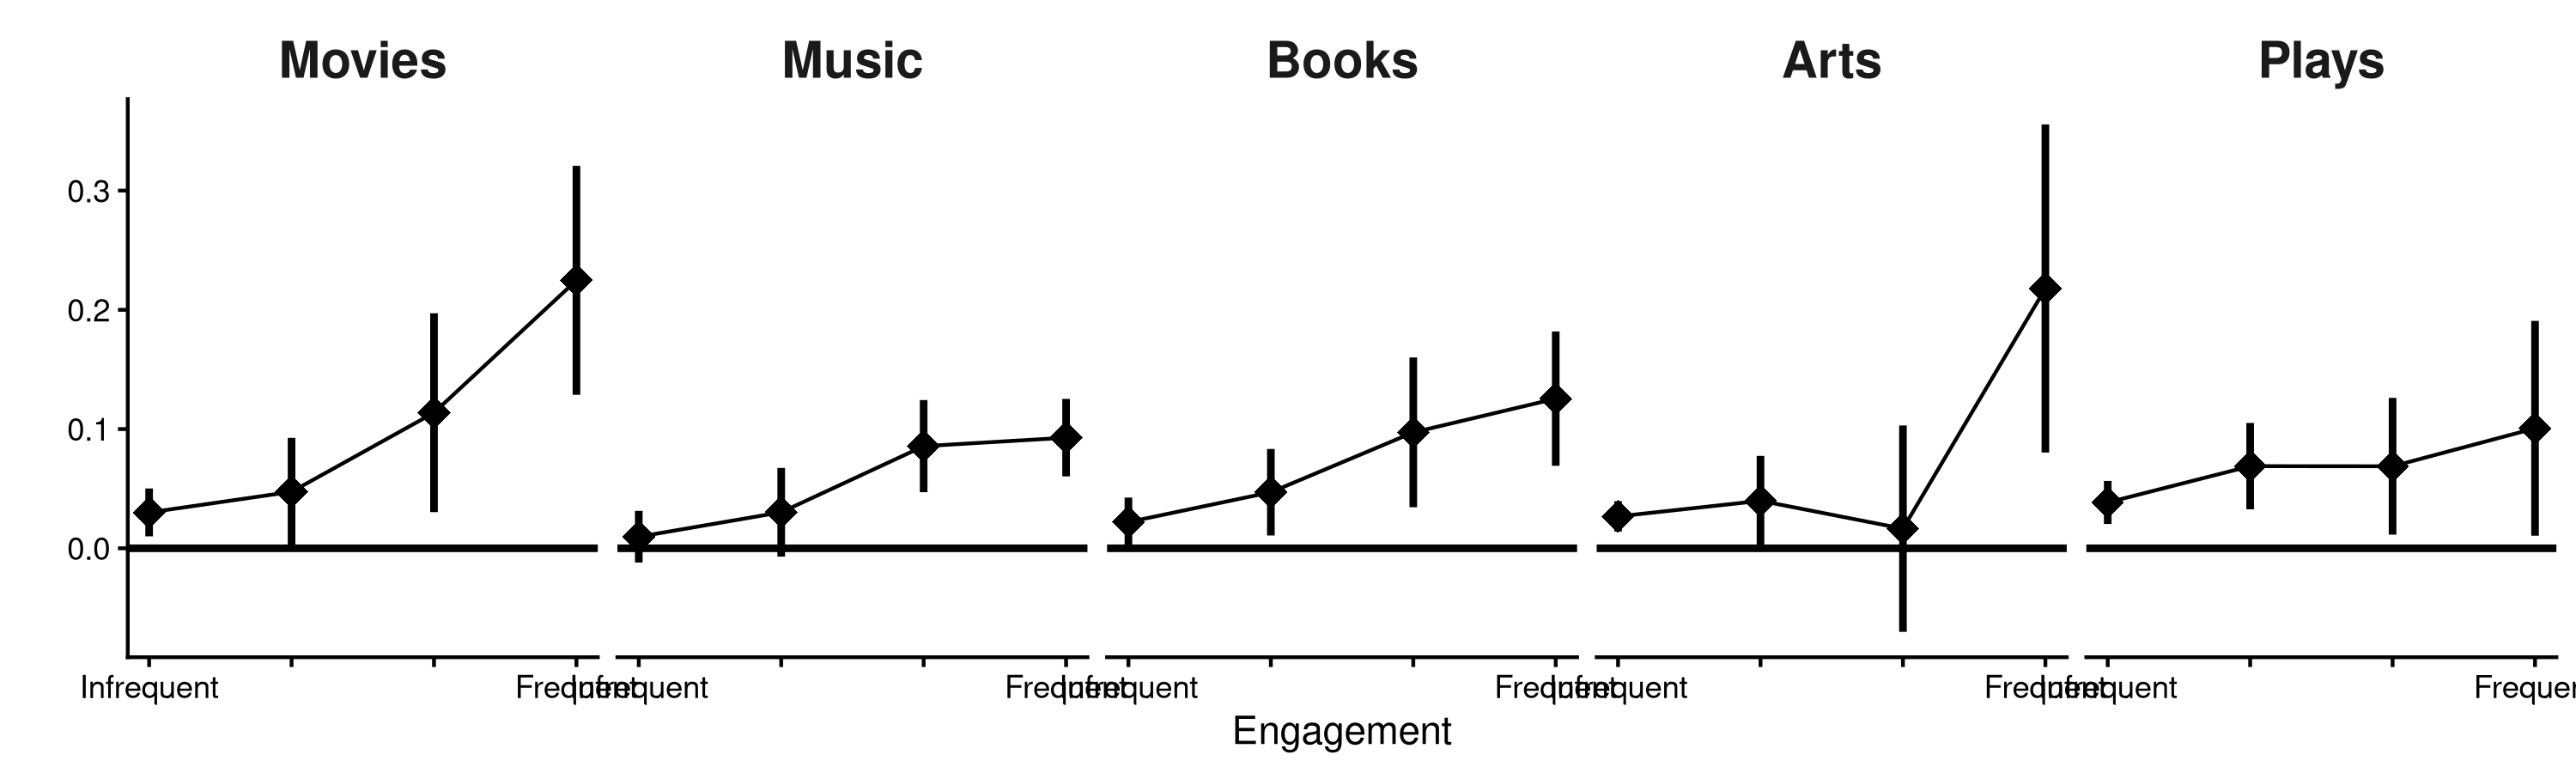 Movies Music Books Arts Plays
0.3
0.2
0.1
0.0
Infrequent Frequent Infrequent Frequent Infrequent Frequent Infrequent Frequent Infrequent Frequen
Engagement